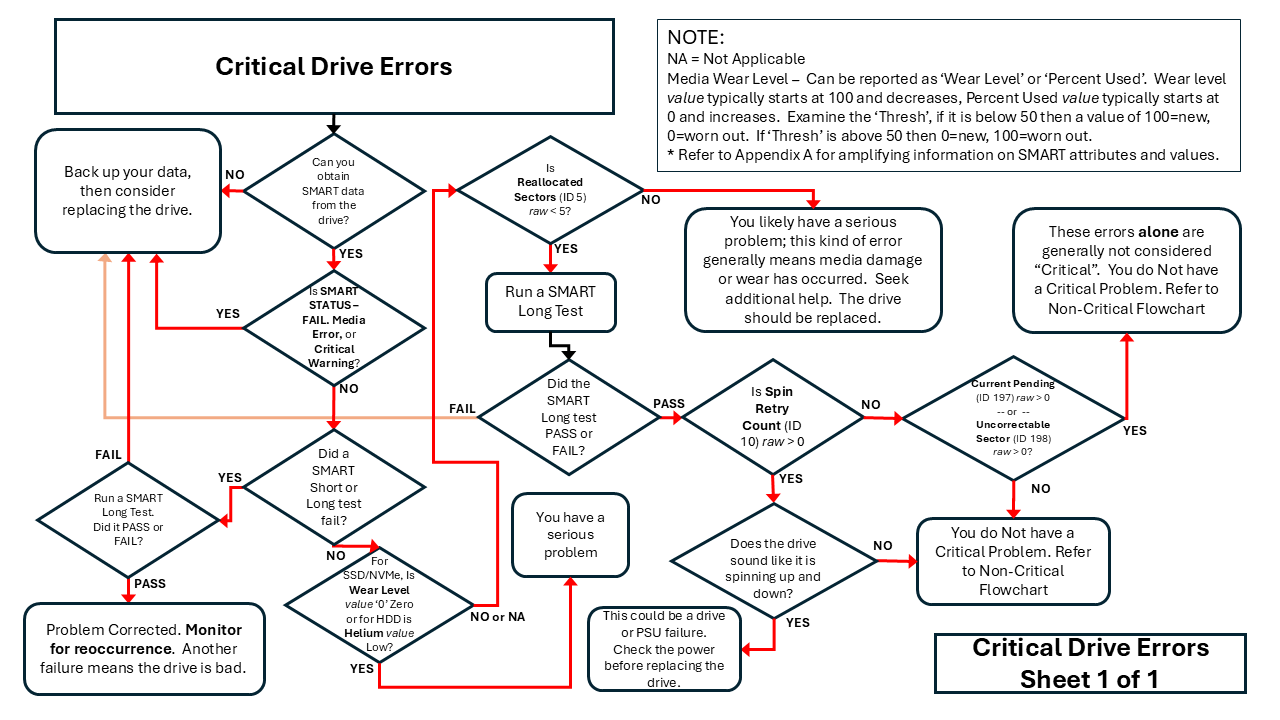 Critical Drive Errors
NOTE:
NA = Not Applicable
Media Wear Level – Can be reported as ‘Wear Level’ or ‘Percent Used’. Wear level
value typically starts at 100 and decreases, Percent Used value typically starts at
0 and increases. Examine the ‘Thresh’, if it is below 50 then a value of 100=new,
0=worn out. If ‘Thresh’ is above 50 then 0=new, 100=worn out.
* Refer to Appendix A for amplifying information on SMART attributes and values.
Back up your data,
then consider
replacing the drive.
NO
Can you
obtain
SMART data
from the
drive?
YES
Is SMART
STATUS –
FAIL. Media
Error, or
Critical
Warning?
YES
NO
Did a
SMART
Short or
Long test
fail?
YES
NO
Run a SMART
Long Test.
Did it PASS or
FAIL?
FAIL
PASS
Problem Corrected. Monitor
for reoccurrence. Another
failure means the drive is bad.
For
SSD/NVMe, Is
Wear Level
value ‘0’ Zero
or for HDD is
Helium value
Low?
NO or NA
YES
You have a
serious
problem
Is
Reallocated
Sectors (ID 5)
raw < 5?
NO
YES
You likely have a serious
problem; this kind of error
generally means media damage
or wear has occurred. Seek
additional help. The drive
should be replaced.
Run a SMART
Long Test
Did the
SMART
Long test
PASS or
FAIL?
FAIL
PASS
Is Spin
Retry
Count (ID
10) raw > 0
NO
YES
Current Pending
(ID 197) raw > 0
-- or --
Uncorrectable
Sector (ID 198)
raw > 0?
YES
NO
These errors alone are
generally not considered
“Critical”. You do Not have
a Critical Problem. Refer to
Non-Critical Flowchart
Does the drive
sound like it is
spinning up and
down?
NO
YES
You do Not have a
Critical Problem. Refer
to Non-Critical
Flowchart
This could be a drive
or PSU failure.
Check the power
before replacing the
drive.
Critical Drive Errors
Sheet 1 of 1